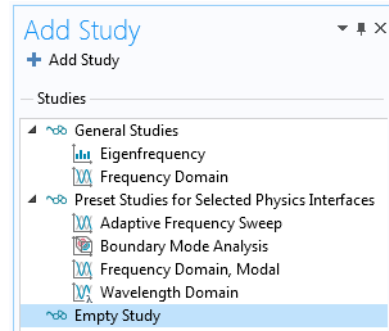 Add Study
Add Study
Studies
General Studies
Eigenfrequency
Frequency Domain
Preset Studies for Selected Physics Interfaces
Adaptive Frequency Sweep
Boundary Mode Analysis
Frequency Domain, Modal
Wavelength Domain
Empty Study